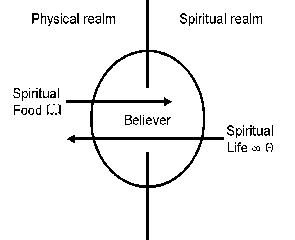 Physical realm
Spiritual realm
Spiritual
Food
Believer
Spiritual
Life ∞